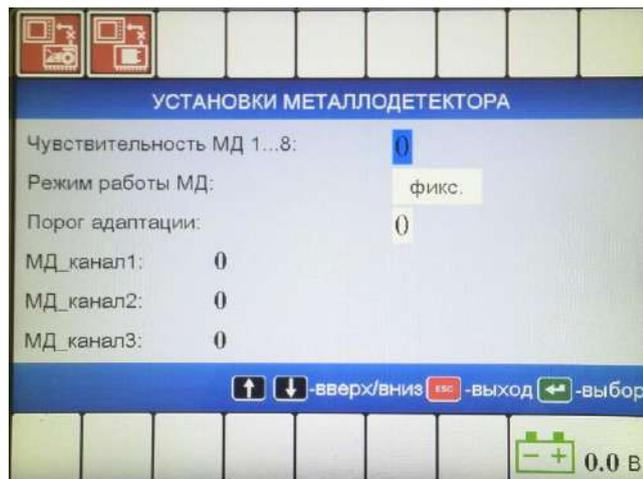 УСТАНОВКИ МЕТАЛЛОДЕТЕКТОРА
Чувствительность МД 1...8: 0
Режим работы МД: фикс.
Порог адаптации: 0
МД_канал1: 0
МД_канал2: 0
МД_канал3: 0
-вверх/вниз ESC -выход -выбор
- + 0.0 В